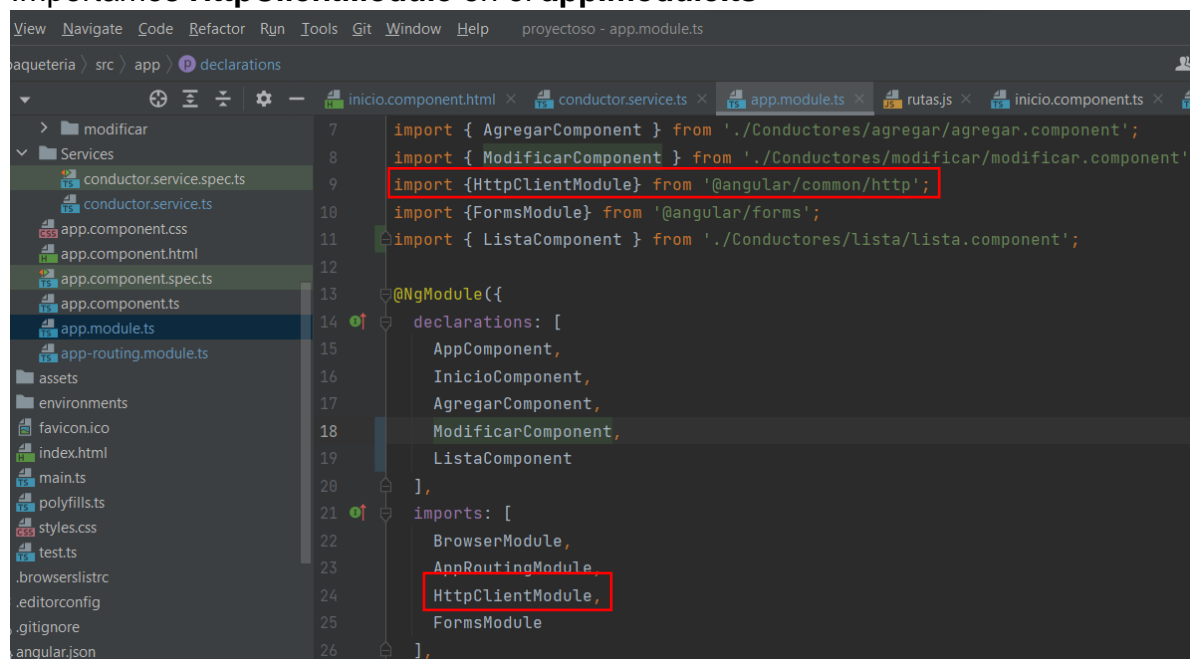 Importamos HttpClientModule en el app.module.ts
View Navigate Code Refactor Run Tools Git Window Help proyectoso - app.module.ts
paqueteria > src > app > p declarations
inicio.component.html × conductor.service.ts × app.module.ts × rutas.js × inicio.component.ts ×
modificar
Services
conductor.service.spec.ts
conductor.service.ts
app.component.css
app.component.html
app.component.spec.ts
app.component.ts
app.module.ts
app-routing.module.ts
assets
environments
favicon.ico
index.html
main.ts
polyfills.ts
styles.css
test.ts
.browserslistrc
.editorconfig
.gitignore
angular.json
7 import { AgregarComponent } from './Conductores/agregar/agregar.component';
8 import { ModificarComponent } from './Conductores/modificar/modificar.component'
9 import {HttpClientModule} from '@angular/common/http';
10 import {FormsModule} from '@angular/forms';
11 import { ListaComponent } from './Conductores/lista/lista.component';
12
13 @NgModule({
14 declarations: [
15 AppComponent,
16 InicioComponent,
17 AgregarComponent,
18 ModificarComponent,
19 ListaComponent
20 ],
21 imports: [
22 BrowserModule,
23 AppRoutingModule,
24 HttpClientModule,
25 FormsModule
26 ],